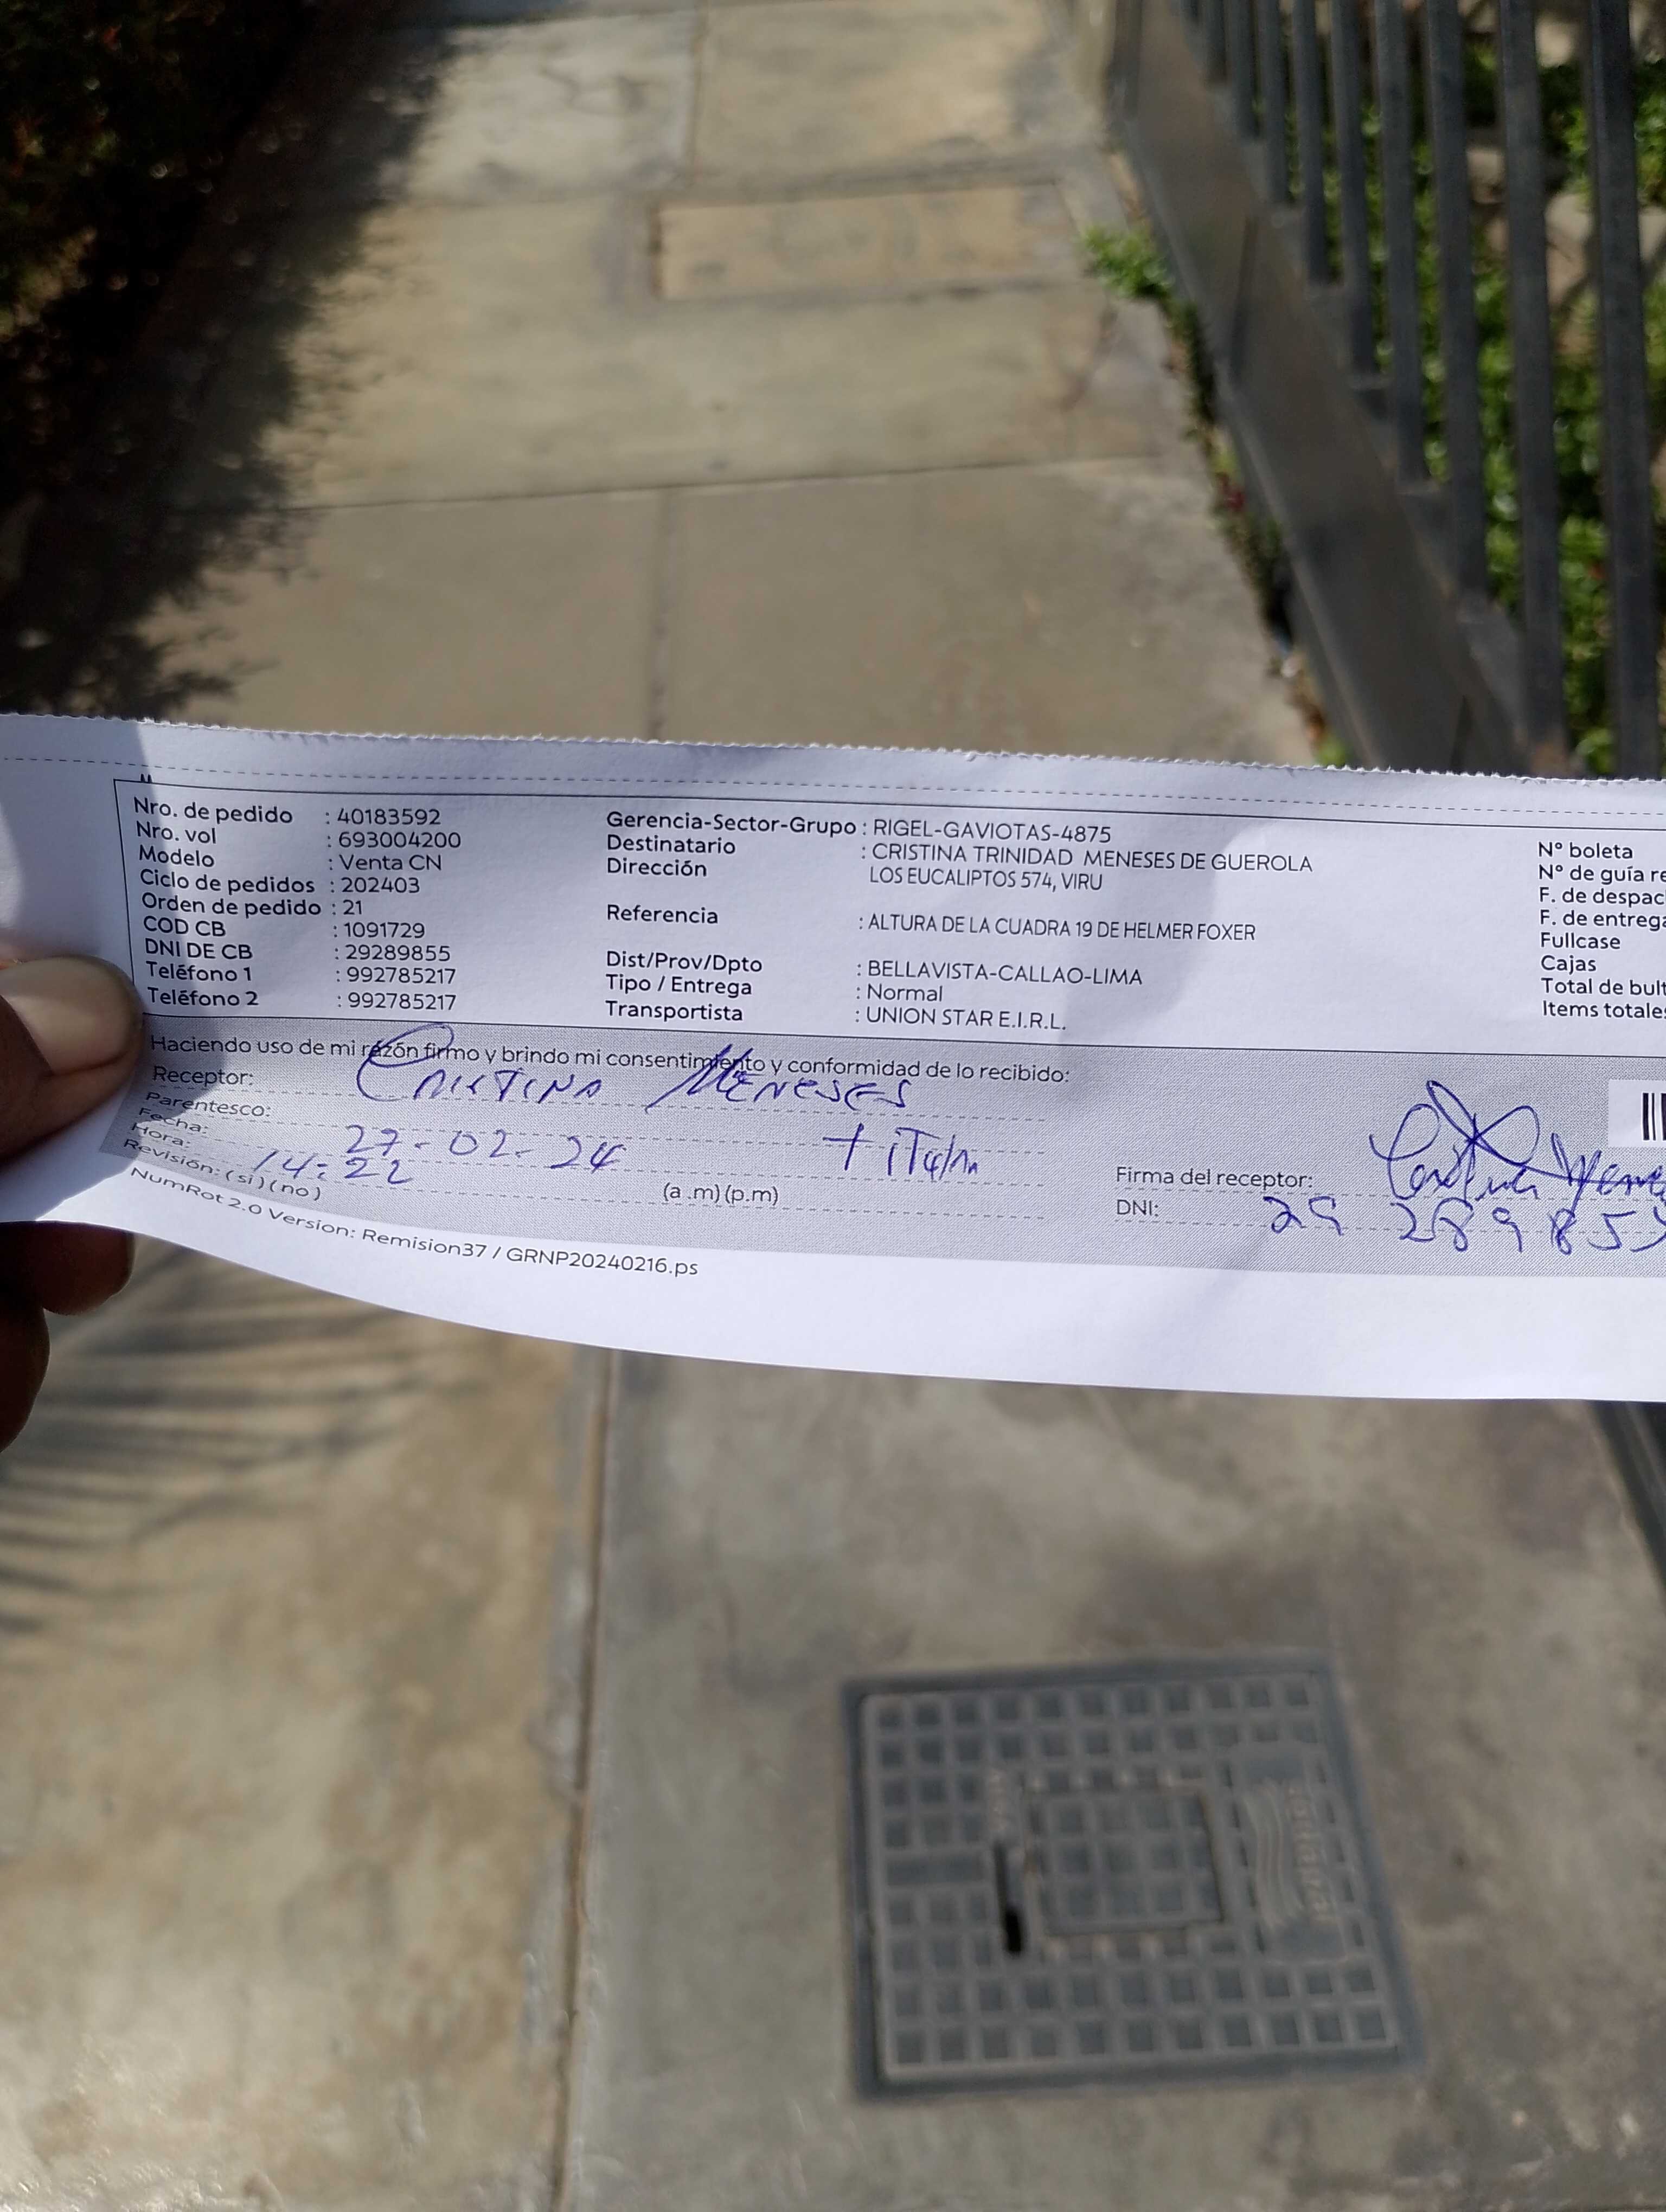 Nro. de pedido : 40183592
Nro. vol : 693004200
Modelo : Venta CN
Ciclo de pedidos : 202403
Orden de pedido : 21
COD CB : 1091729
DNI DE CB : 29289855
Teléfono 1 : 992785217
Teléfono 2 : 992785217
Gerencia-Sector-Grupo : RIGEL-GAVIOTAS-4875
Destinatario : CRISTINA TRINIDAD MENESES DE GUEROLA
Dirección LOS EUCALIPTOS 574, VIRU
Referencia : ALTURA DE LA CUADRA 19 DE HELMER FOXER
Dist/Prov/Dpto : BELLAVISTA-CALLAO-LIMA
Tipo / Entrega : Normal
Transportista : UNION STAR E.I.R.L.
N° boleta
N° de guía re
F. de despac
F. de entrega
Fullcase
Cajas
Total de bult
Items totales
Haciendo uso de mi razón firmo y brindo mi consentimiento y conformidad de lo recibido:
Receptor: CRISTINA MENESES
Parentesco: titular
Fecha: 27-02-24
Hora: 14:22 (a .m) (p.m)
Revisión: (si) (no)
Firma del receptor:
DNI: 29 289855
NumRot 2.0 Version: Remision37 / GRNP20240216.ps